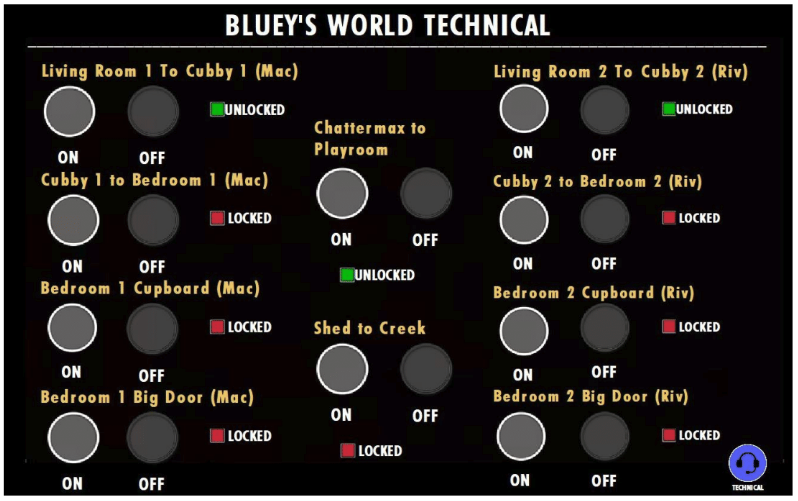 BLUEY'S WORLD TECHNICAL
Living Room 1 To Cubby 1 (Mac)
UNLOCKED
ON OFF
Cubby 1 to Bedroom 1 (Mac)
LOCKED
ON OFF
Bedroom 1 Cupboard (Mac)
LOCKED
ON OFF
Bedroom 1 Big Door (Mac)
LOCKED
ON OFF
Chattermax to
Playroom
ON OFF
UNLOCKED
Shed to Creek
ON OFF
LOCKED
Living Room 2 To Cubby 2 (Riv)
UNLOCKED
ON OFF
Cubby 2 to Bedroom 2 (Riv)
LOCKED
ON OFF
Bedroom 2 Cupboard (Riv)
LOCKED
ON OFF
Bedroom 2 Big Door (Riv)
LOCKED
ON OFF
TECHNICAL